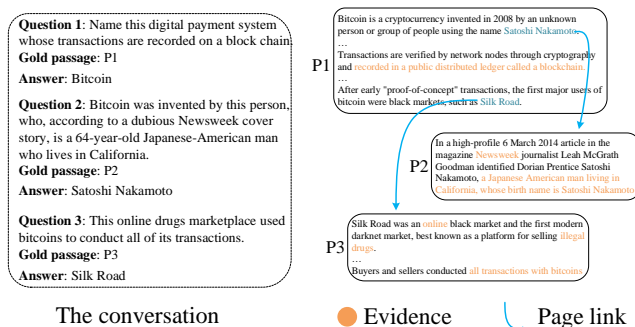 Question 1: Name this digital payment system
whose transactions are recorded on a block chain.
Gold passage: P1
Answer: Bitcoin
Question 2: Bitcoin was invented by this person,
who, according to a dubious Newsweek cover
story, is a 64-year-old Japanese-American man
who lives in California.
Gold passage: P2
Answer: Satoshi Nakamoto
Question 3: This online drugs marketplace used
bitcoins to conduct all of its transactions.
Gold passage: P3
Answer: Silk Road
The conversation
P1
Bitcoin is a cryptocurrency invented in 2008 by an unknown
person or group of people using the name Satoshi Nakamoto.
…
Transactions are verified by network nodes through cryptography
and recorded in a public distributed ledger called a blockchain.
…
After early "proof-of-concept" transactions, the first major users of
bitcoin were black markets, such as Silk Road.
P2
In a high-profile 6 March 2014 article in the
magazine Newsweek journalist Leah McGrath
Goodman identified Dorian Prentice Satoshi
Nakamoto, a Japanese American man living in
California, whose birth name is Satoshi Nakamoto
P3
Silk Road was an online black market and the first modern
darknet market, best known as a platform for selling illegal
drugs.
…
Buyers and sellers conducted all transactions with bitcoins
Evidence
Page link